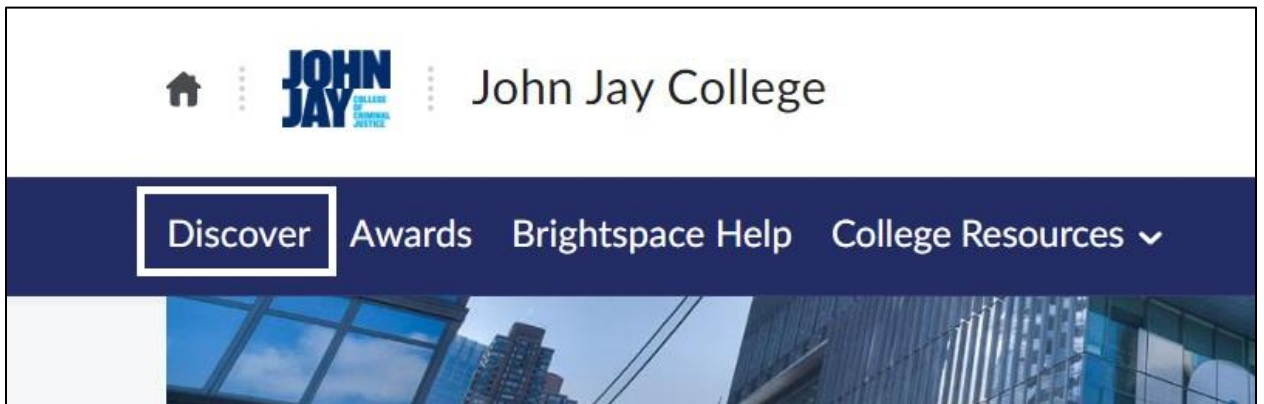 JOHN
JAY
COLLEGE
OF
CRIMINAL
JUSTICE
John Jay College
Discover Awards Brightspace Help College Resources